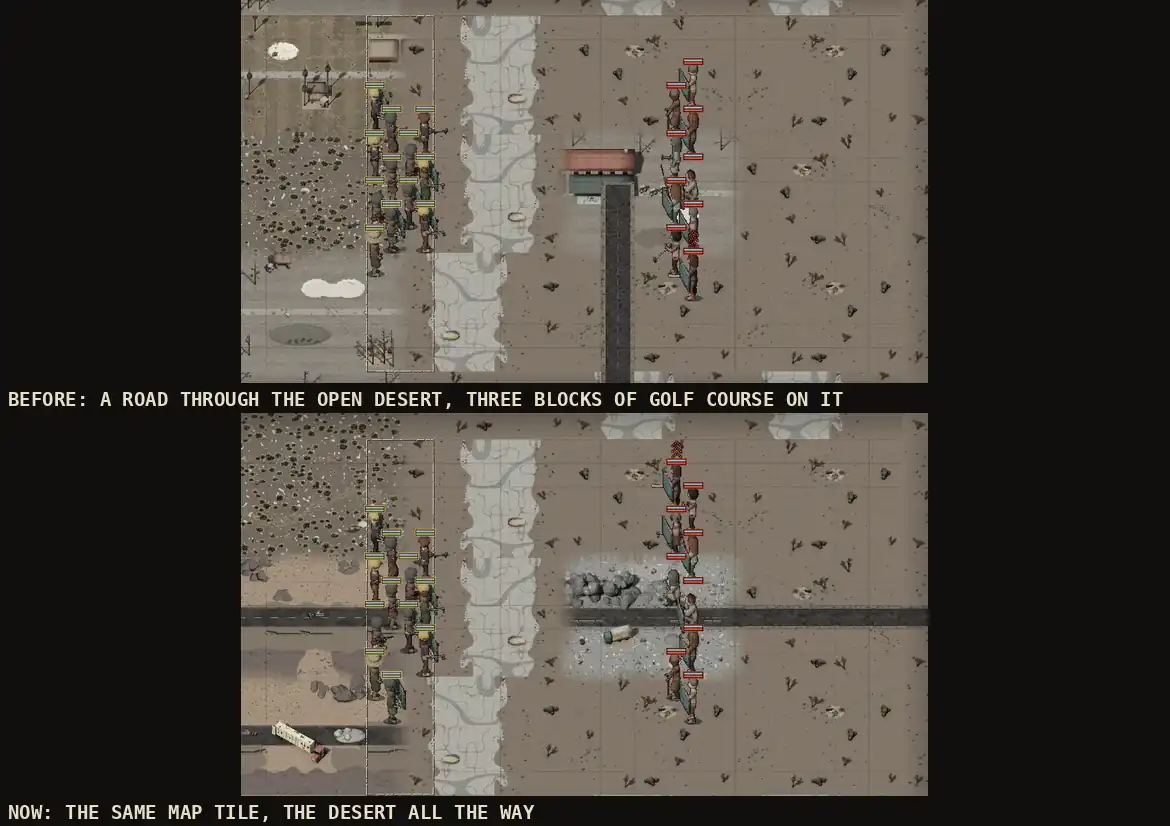 BEFORE: A ROAD THROUGH THE OPEN DESERT, THREE BLOCKS OF GOLF COURSE ON IT
NOW: THE SAME MAP TILE, THE DESERT ALL THE WAY